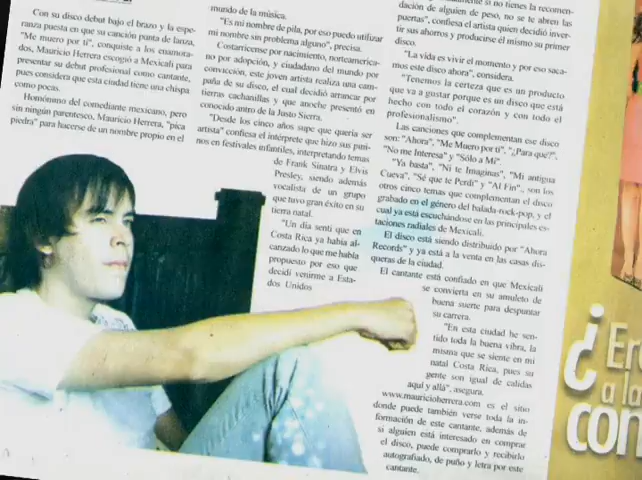 Con su disco debut bajo el brazo y la espe-
ranza puesta en que su canción punta de lanza,
"Me muero por ti", conquiste a los enamora-
dos, Mauricio Herrera escogió a Mexicali para
presentar su debut profesional como cantante,
pues considera que esta ciudad tiene una chispa
como pocas.
Homónimo del comediante mexicano, pero
sin ningún parentesco, Mauricio Herrera, "pica
piedra" para hacerse de un nombre propio en el
mundo de la música.
"Es mi nombre de pila, por eso puedo utilizar
mi nombre sin problema alguno", precisa.
Costarricense por nacimiento, norteamerica-
no por adopción, y ciudadano del mundo por
convicción, este joven artista realiza una cam-
paña de su disco, el cual decidió arrancar por
tierras cachanillas y que anoche presentó en
conocido antro de la Justo Sierra.
"Desde los cinco años supe que quería ser
artista" confiesa el intérprete que hizo sus pini-
nos en festivales infantiles, interpretando temas
de Frank Sinatra y Elvis
Presley, siendo además
vocalista de un grupo
que tuvo gran éxito en su
tierra natal.
"Un día sentí que en
Costa Rica ya había al-
canzado lo que me había
propuesto por eso que
decidí venirme a Esta-
dos Unidos
si no tienes la recomen-
dación de alguien de peso, no se te abren las
puertas", confiesa el artista quien decidió inver-
tir sus ahorros y producirse él mismo su primer
disco.
"La vida es vivir el momento y por eso saca-
mos este disco ahora", considera.
"Tenemos la certeza que es un producto
que va a gustar porque es un disco que está
hecho con todo el corazón y con todo el
profesionalismo".
Las canciones que complementan ese disco
son: "Ahora", "Me Muero por ti", "¿Para qué?",
"No me Interesa" y "Sólo a Mí".
"Ya basta", "Ni te Imaginas", "Mi antigua
Cueva", "Sé que te Perdí" y "Al Fin", son los
otros cinco temas que complementan el disco
grabado en el género del balada-rock-pop, y el
cual ya está escuchándose en las principales es-
taciones radiales de Mexicali.
El disco está siendo distribuido por "Ahora
Records" y ya está a la venta en las casas dis-
queras de la ciudad.
El cantante está confiado en que Mexicali
se convierta en su amuleto de
buena suerte para despuntar
su carrera.
"En esta ciudad he sen-
tido toda la buena vibra, la
misma que se siente en mi
natal Costa Rica, pues su
gente son igual de calidas
aquí y allá", asegura.
www.mauricioherrera.com es el sitio
donde puede también verse toda la in-
formación de este cantante, además de
si alguien está interesado en comprar
el disco, puede comprarlo y recibirlo
autografiado, de puño y letra por este
cantante.
¿Er
a la
con